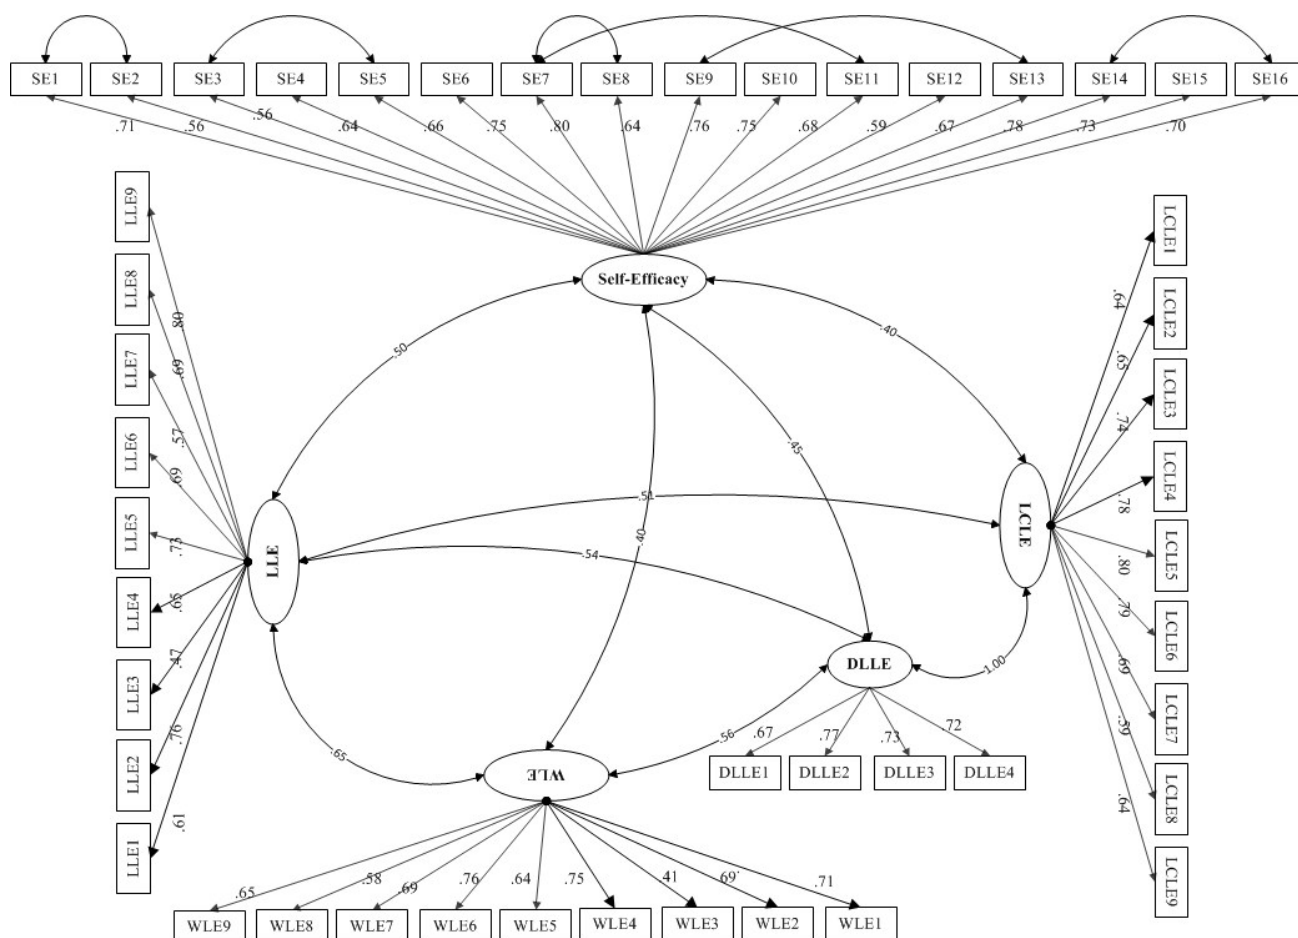 SE1 SE2 SE3 SE4 SE5 SE6 SE7 SE8 SE9 SE10 SE11 SE12 SE13 SE14 SE15 SE16
.71 .56 .56 .64 .66 .75 .80 .64 .76 .75 .68 .59 .67 .78 .73 .70
Self-Efficacy
.50
.40
.45
.40
.51
.54
.65
.56
1.00
LLE9
LLE8
LLE7
LLE6
LLE5
LLE4
LLE3
LLE2
LLE1
.80
.69
.57
.69
.73
.65
.47
.76
.61
LLE
LCLE
LCLE1
LCLE2
LCLE3
LCLE4
LCLE5
LCLE6
LCLE7
LCLE8
LCLE9
.64
.65
.74
.78
.80
.79
.69
.59
.64
DLLE
.67 .77 .73 .72
DLLE1 DLLE2 DLLE3 DLLE4
WLE
.65 .58 .69 .76 .64 .75 41 69. .71
WLE9 WLE8 WLE7 WLE6 WLE5 WLE4 WLE3 WLE2 WLE1